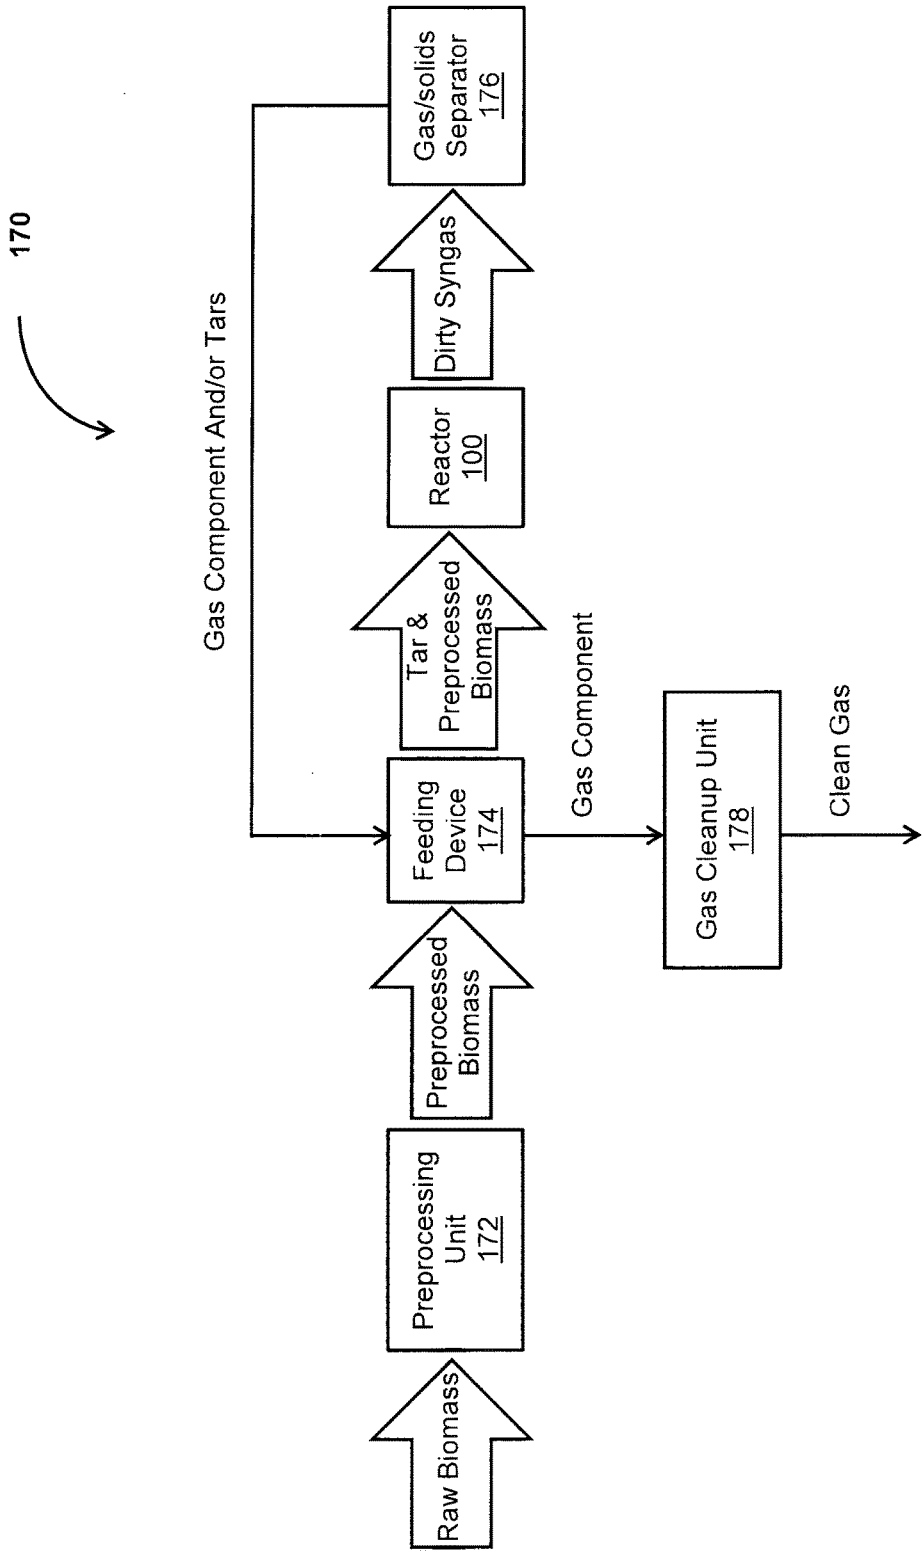 170
Gas Component And/or Tars
Raw Biomass
Preprocessing
Unit
172
Preprocessed
Biomass
Feeding
Device
174
Tar &
Preprocessed
Biomass
Reactor
100
Dirty Syngas
Gas/solids
Separator
176
Gas Component
Gas Cleanup Unit
178
Clean Gas